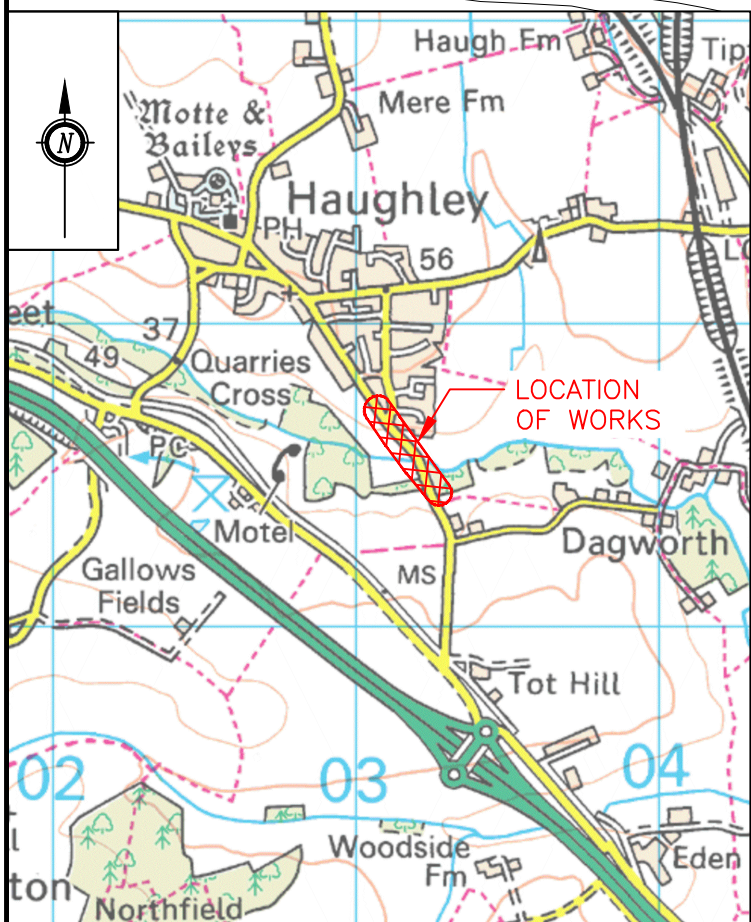 Haugh Fm
Tip
N
Motte &
Baileys
Mere Fm
Haughley
PH
56
37
49
Quarries
Cross
LOCATION
OF WORKS
PC
Motel
Dagworth
Gallows
Fields
MS
Tot Hill
02
03
04
Woodside
Fm
Eden
ton
Northfield